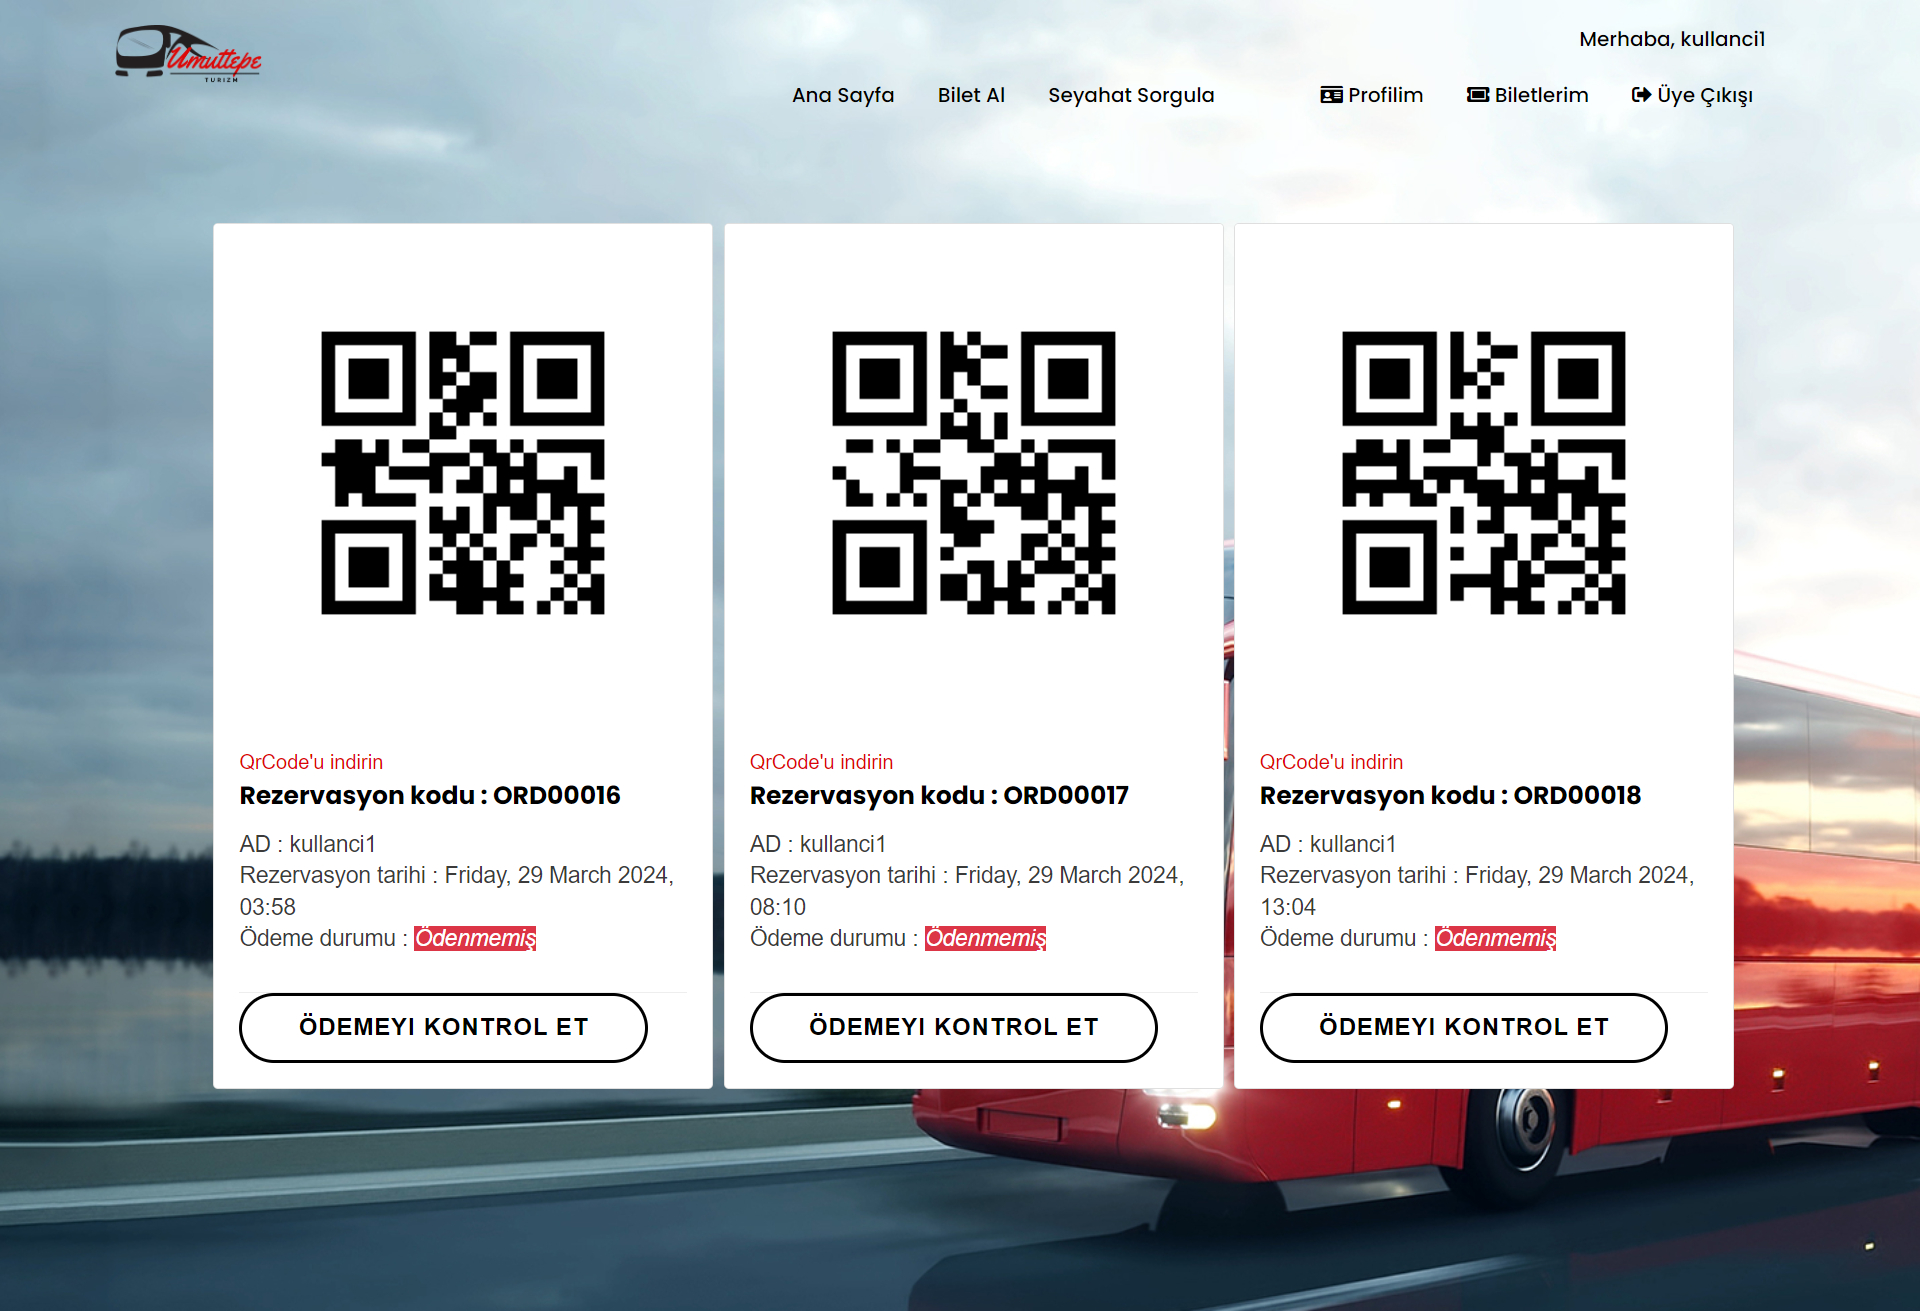 Umuttepe
TURIZM
Merhaba, kullanci1
Ana Sayfa Bilet Al Seyahat Sorgula Profilim Biletlerim Üye Çıkışı
QrCode'u indirin
Rezervasyon kodu : ORD00016
AD : kullanci1
Rezervasyon tarihi : Friday, 29 March 2024,
03:58
Ödeme durumu : Ödenmemiş
ÖDEMEYI KONTROL ET
QrCode'u indirin
Rezervasyon kodu : ORD00017
AD : kullanci1
Rezervasyon tarihi : Friday, 29 March 2024,
08:10
Ödeme durumu : Ödenmemiş
ÖDEMEYI KONTROL ET
QrCode'u indirin
Rezervasyon kodu : ORD00018
AD : kullanci1
Rezervasyon tarihi : Friday, 29 March 2024,
13:04
Ödeme durumu : Ödenmemiş
ÖDEMEYI KONTROL ET